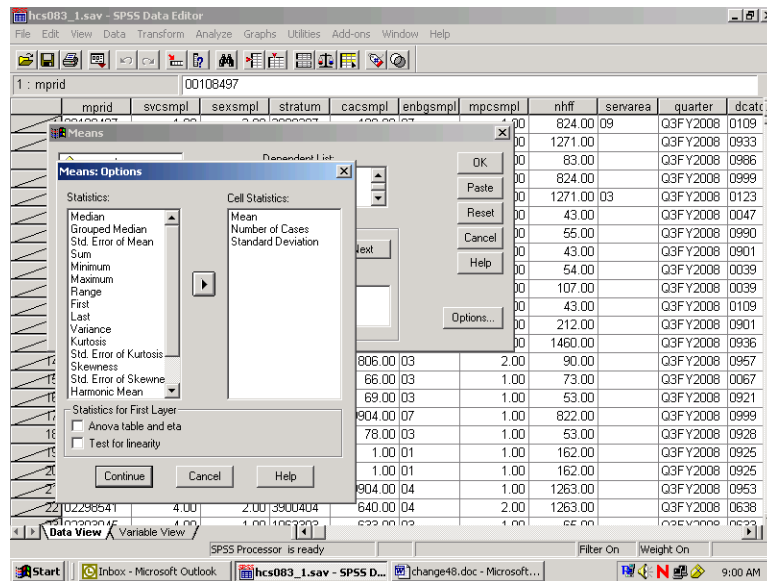 hcs083_1.sav - SPSS Data Editor
File Edit View Data Transform Analyze Graphs Utilities Add-ons Window Help
1 : mprid 00108497
mprid svcsmpl sexsmpl stratum cacsmpl enbgsmpl mpcsmpl nhff servarea quarter dcatc
824.00 09 Q3FY2008 0109
Means
1271.00 Q3FY2008 0933
Dependent List:
OK
83.00 Q3FY2008 0986
Means: Options
824.00 Q3FY2008 0999
Paste
1271.00 03 Q3FY2008 0123
Statistics: Cell Statistics:
Reset
43.00 Q3FY2008 0047
Median Mean
Grouped Median Number of Cases
Std. Error of Mean Standard Deviation
Cancel
55.00 Q3FY2008 0990
Sum
Next
43.00 Q3FY2008 0901
Minimum
Help
54.00 Q3FY2008 0039
Maximum
Range
107.00 Q3FY2008 0039
First
43.00 Q3FY2008 0109
Last
Options...
212.00 Q3FY2008 0901
Variance
Kurtosis
1460.00 Q3FY2008 0936
Std. Error of Kurtosis
806.00 03 2.00 90.00 Q3FY2008 0957
Skewness
Std. Error of Skewne
66.00 03 1.00 73.00 Q3FY2008 0067
Harmonic Mean
69.00 03 1.00 53.00 Q3FY2008 0921
Statistics for First Layer
904.00 07 1.00 822.00 Q3FY2008 0999
Anova table and eta
78.00 03 1.00 53.00 Q3FY2008 0928
Test for linearity
1.00 01 1.00 162.00 Q3FY2008 0925
1.00 01 1.00 162.00 Q3FY2008 0925
Continue Cancel Help
904.00 04 1.00 1263.00 Q3FY2008 0953
22 02298541 4.00 2.00 3900404 640.00 04 2.00 1263.00 Q3FY2008 0638
Data View Variable View
SPSS Processor is ready Filter On Weight On
Start Inbox - Microsoft Outlook hcs083_1.sav - SPSS D... change48.doc - Microsoft... 9:00 AM